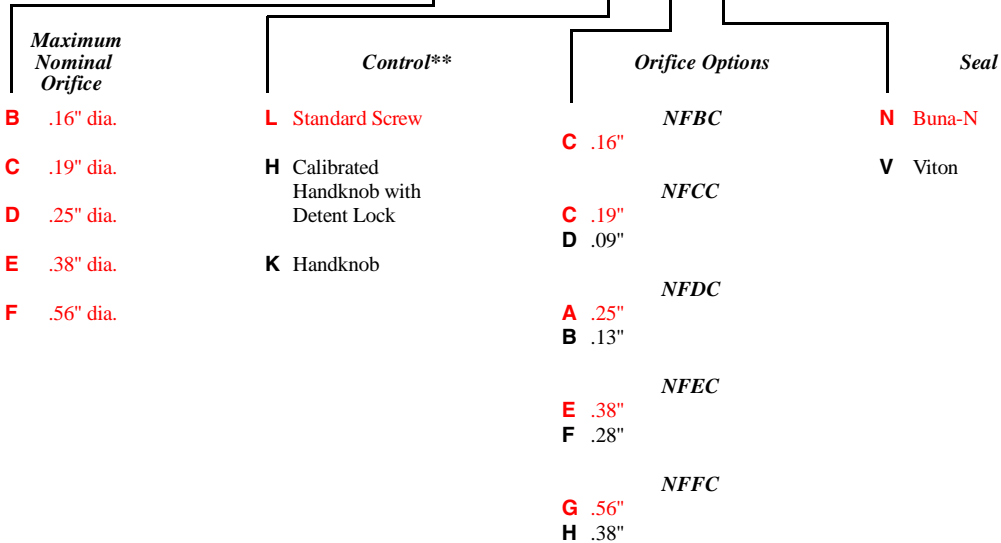 Maximum
Nominal
Orifice
B .16" dia.
C .19" dia.
D .25" dia.
E .38" dia.
F .56" dia.
Control**
L Standard Screw
H Calibrated
Handknob with
Detent Lock
K Handknob
Orifice Options
NFBC
C .16"
NFCC
C .19"
D .09"
NFDC
A .25"
B .13"
NFEC
E .38"
F .28"
NFFC
G .56"
H .38"
Seal
N Buna-N
V Viton